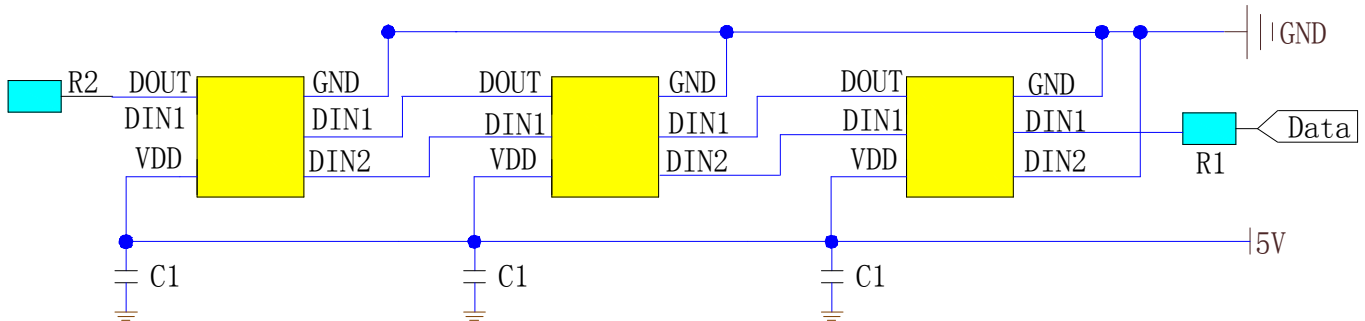 GND
R2 DOUT GND DOUT GND DOUT GND
DIN1 DIN1 DIN1 DIN1 DIN1 DIN1 Data
VDD DIN2 VDD DIN2 VDD DIN2 R1
5V
C1 C1 C1